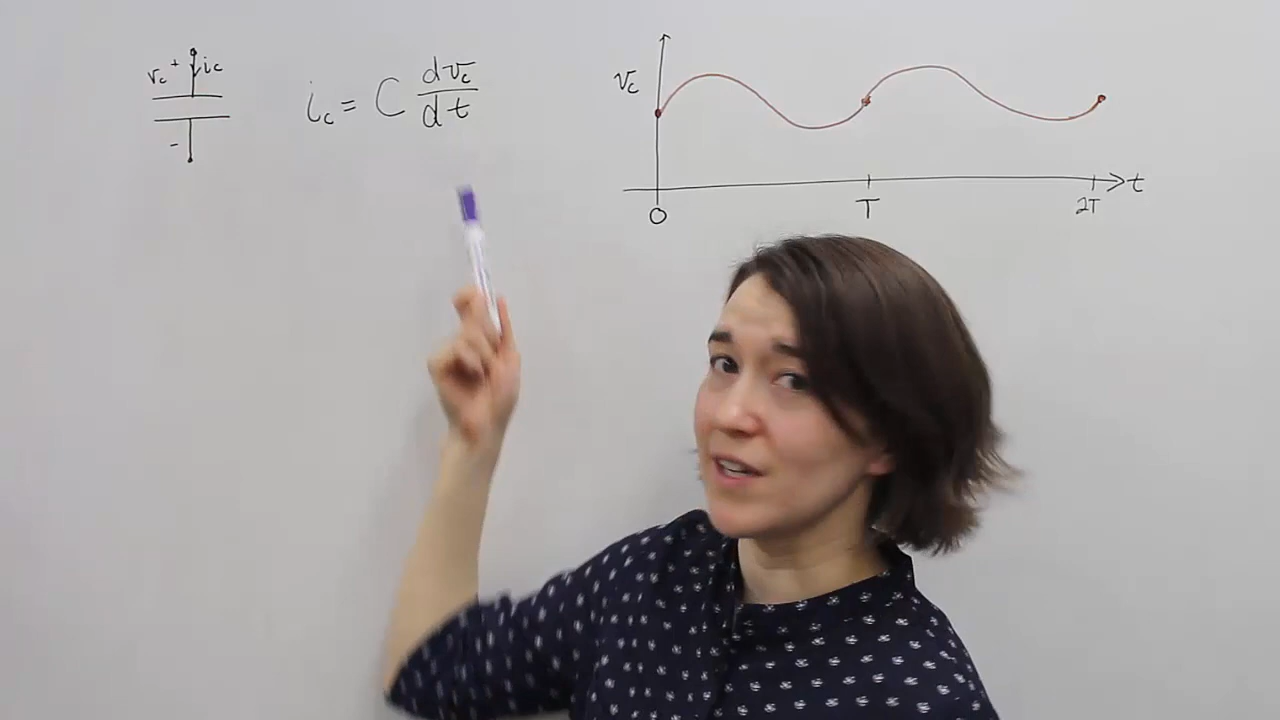 v_c + i_c
-
i_c = C dv_c/dt
v_c
t
0 T 2T